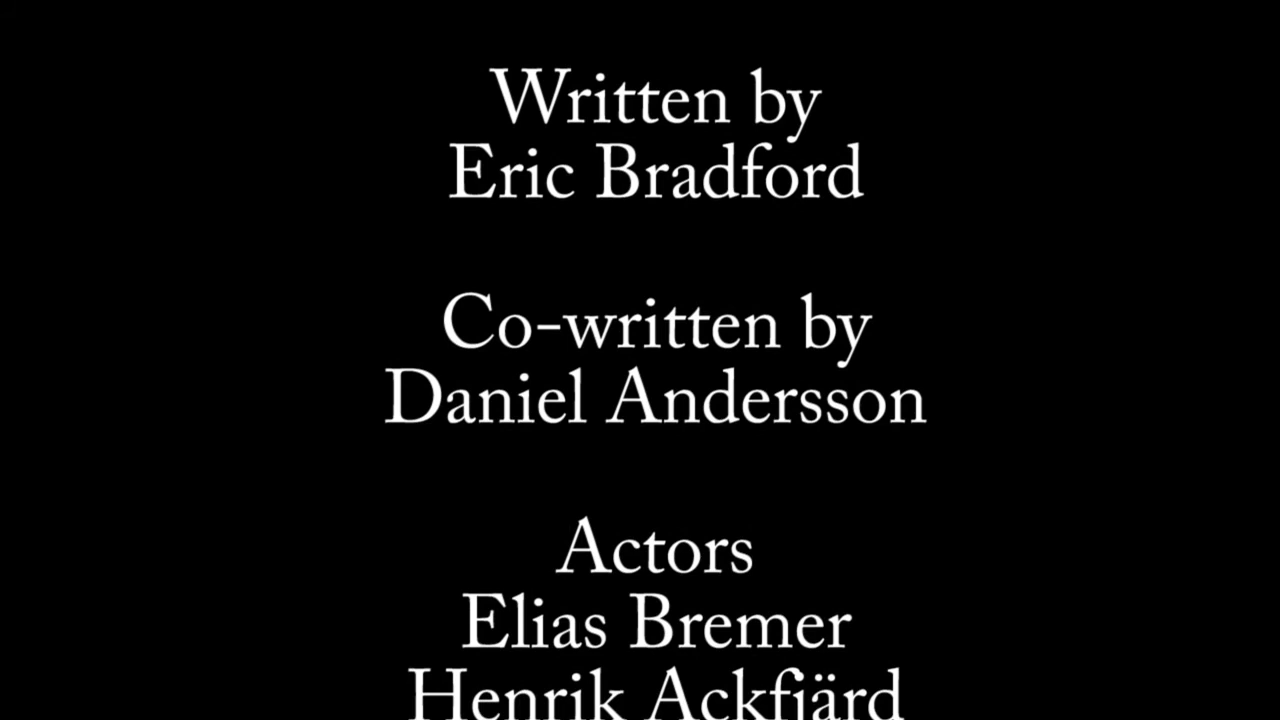 Written by
Eric Bradford
Co-written by
Daniel Andersson
Actors
Elias Bremer
Henrik Ackfjärd